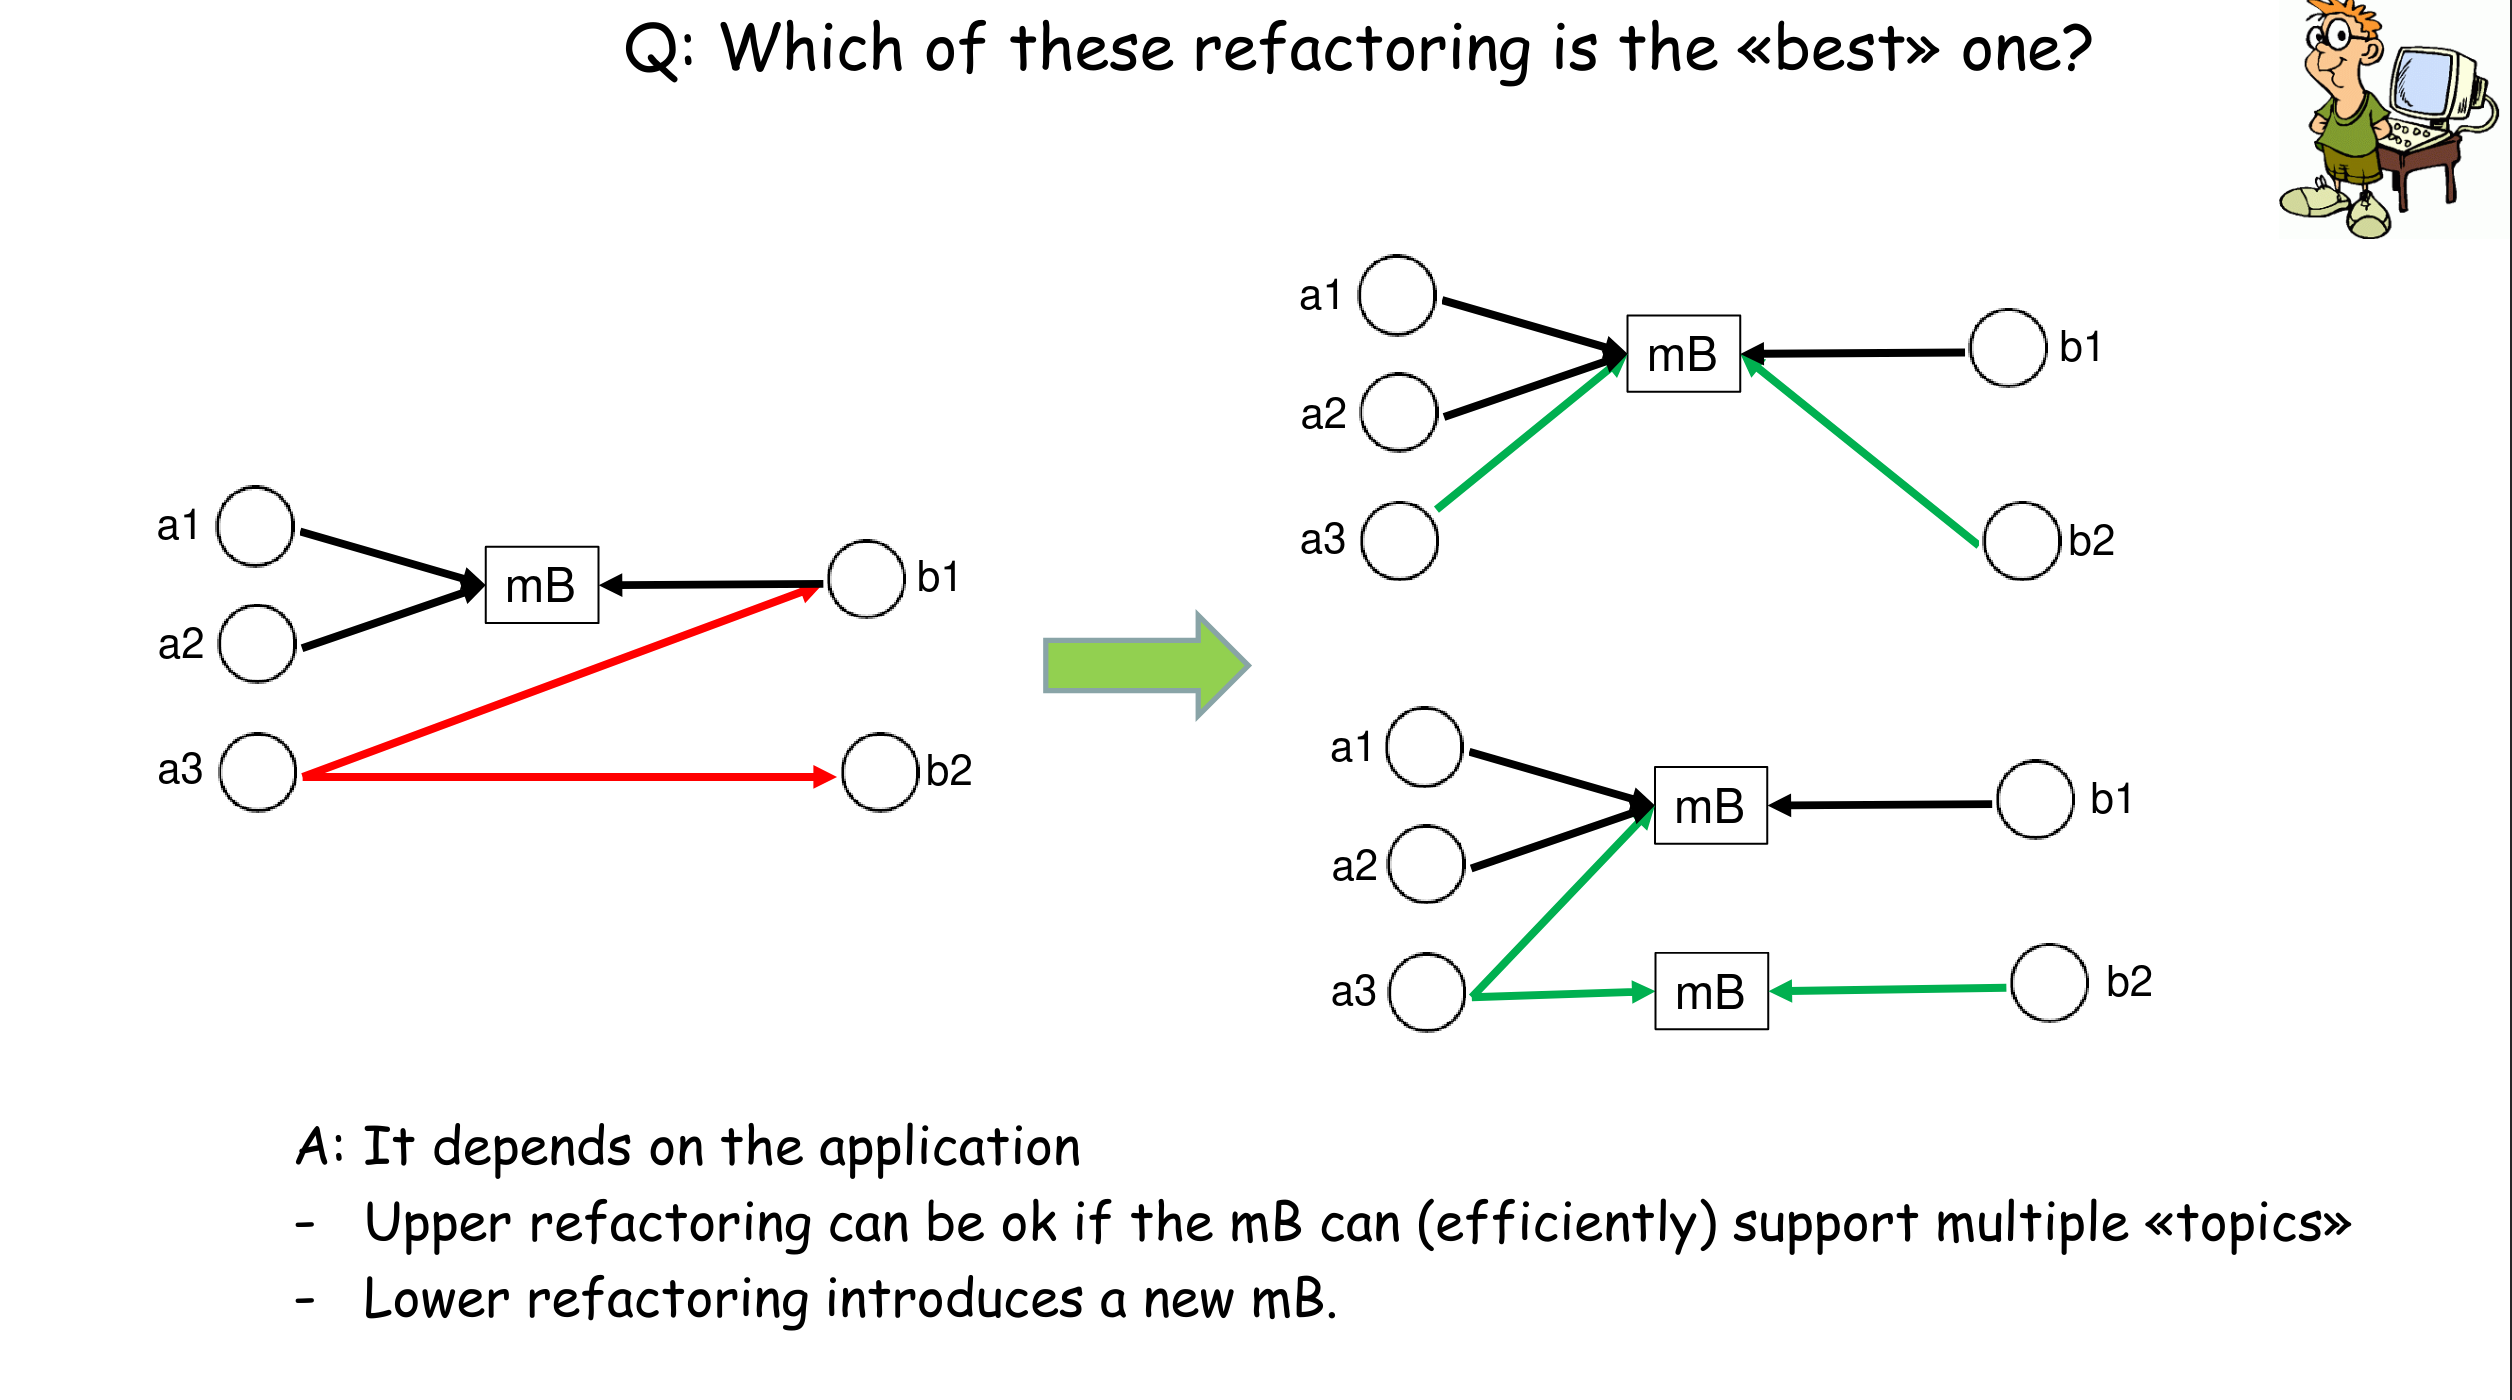 Q: Which of these refactoring is the «best» one?
a1
mB
b1
a2
a3
b2
a1
mB
b1
a2
a3
b2
a1
mB
b1
a2
a3
mB
b2
A: It depends on the application
- Upper refactoring can be ok if the mB can (efficiently) support multiple «topics»
- Lower refactoring introduces a new mB.